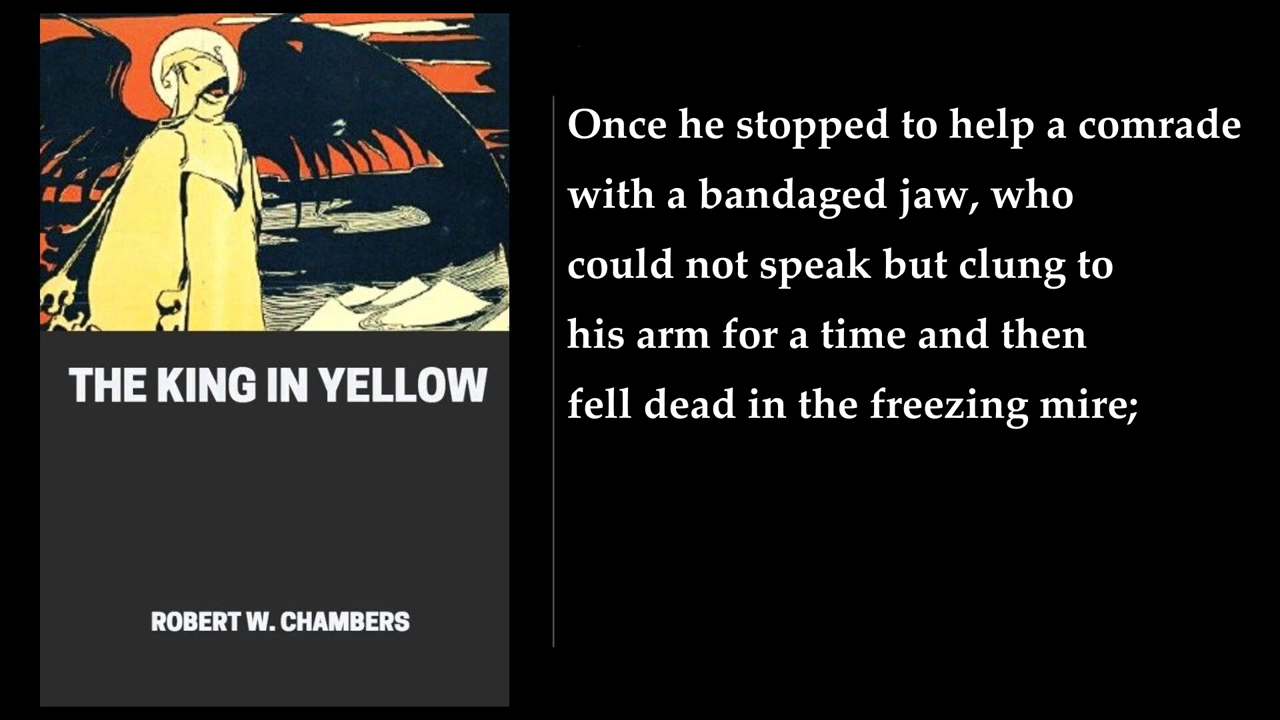 THE KING IN YELLOW
ROBERT W. CHAMBERS
Once he stopped to help a comrade
with a bandaged jaw, who
could not speak but clung to
his arm for a time and then
fell dead in the freezing mire;